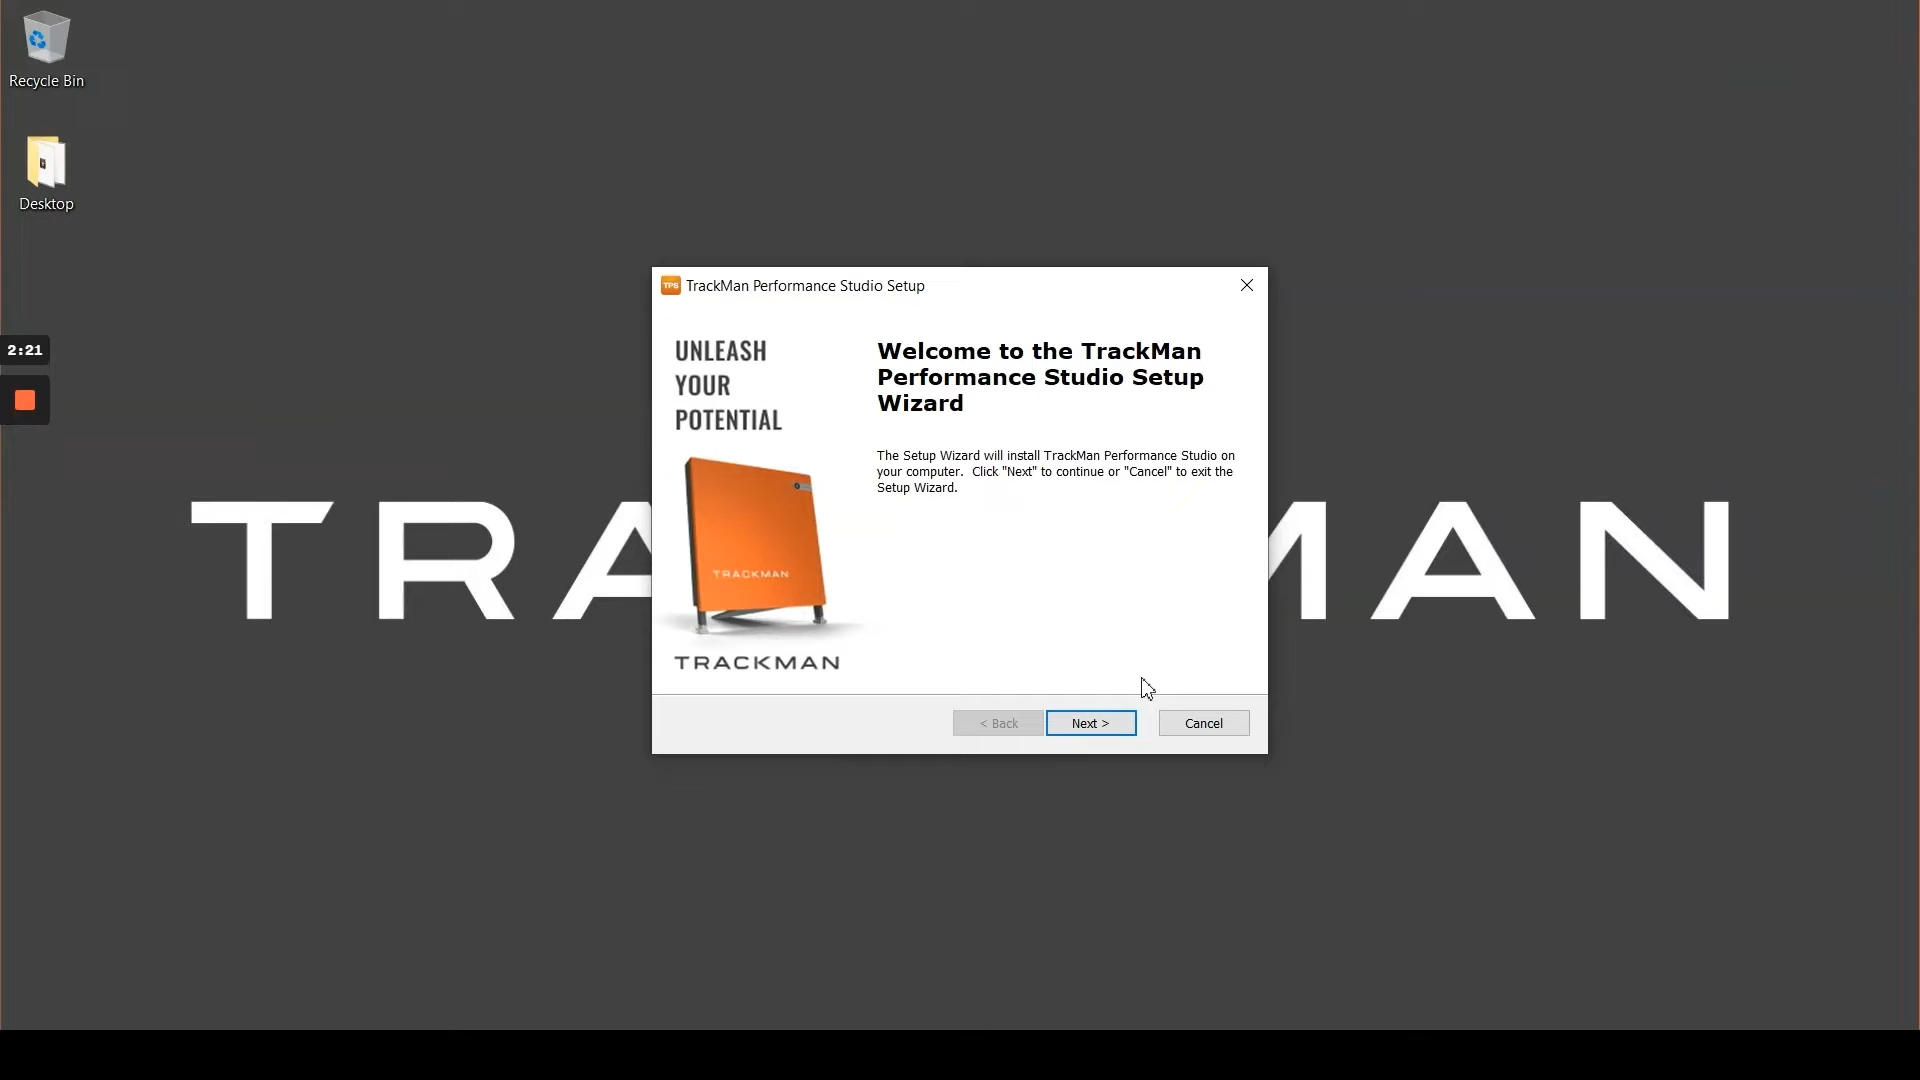 Recycle Bin
Desktop
2:21
TPS TrackMan Performance Studio Setup
UNLEASH
YOUR
POTENTIAL
TRACKMAN
TRACKMAN
Welcome to the TrackMan
Performance Studio Setup
Wizard
The Setup Wizard will install TrackMan Performance Studio on
your computer. Click "Next" to continue or "Cancel" to exit the
Setup Wizard.
TRA MAN
< Back
Next >
Cancel